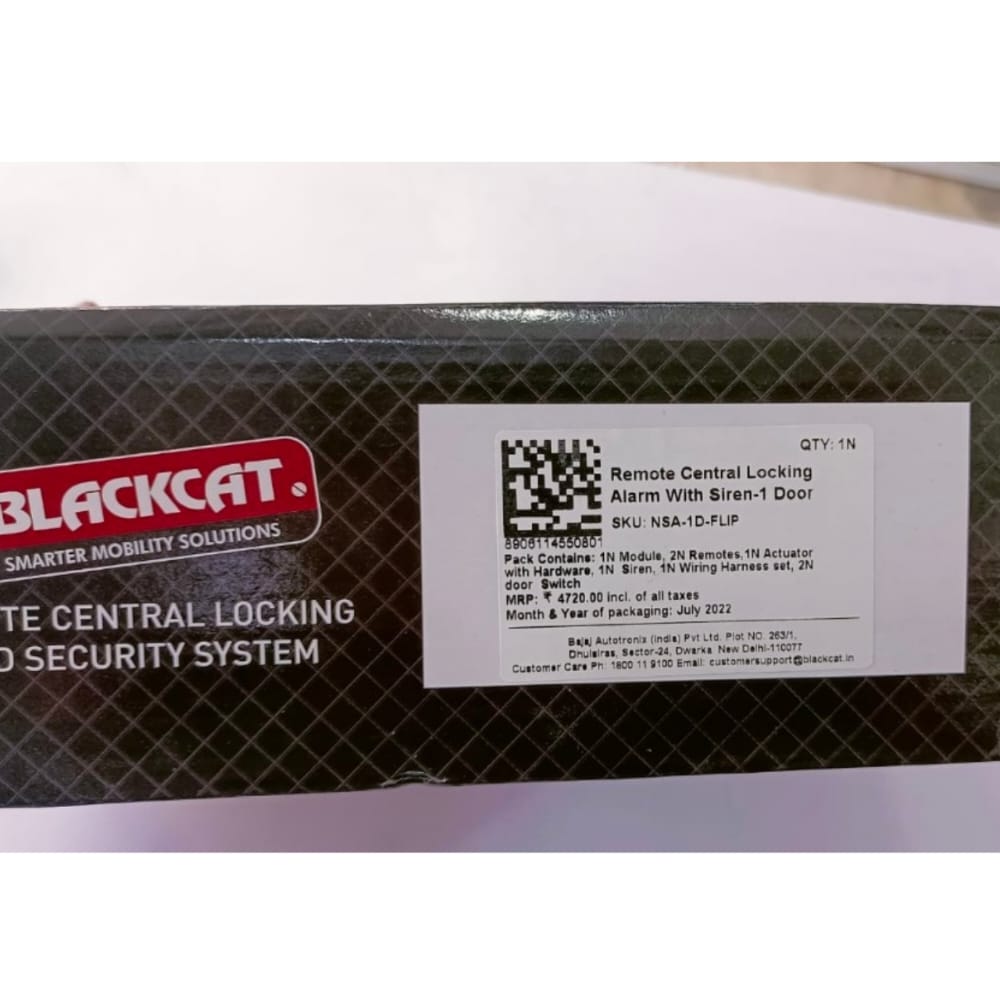 BLACKCAT
SMARTER MOBILITY SOLUTIONS
TE CENTRAL LOCKING
D SECURITY SYSTEM
QTY: 1N
Remote Central Locking
Alarm With Siren-1 Door
SKU: NSA-1D-FLIP
8906114550801
Pack Contains: 1N Module, 2N Remotes,1N Actuator
with Hardware, 1N Siren, 1N Wiring Harness set, 2N
door Switch
MRP: ₹ 4720.00 incl. of all taxes
Month & Year of packaging: July 2022
Bajaj Autotronix (India) Pvt Ltd. Plot NO. 263/1,
Dhulsiras, Sector-24, Dwarka New Delhi-110077
Customer Care Ph: 1800 11 9100 Email: customersupport@blackcat.in